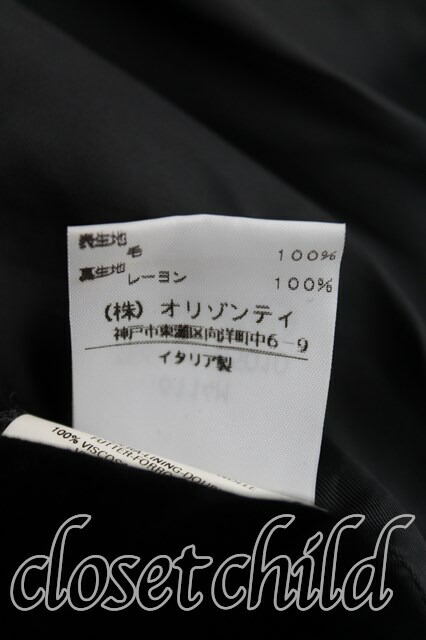 表生地
毛 100%
裏生地
レーヨン 100%
(株) オリゾンティ
神戸市東灘区向洋町中6-9
イタリア製
100% VISCOS
closet child